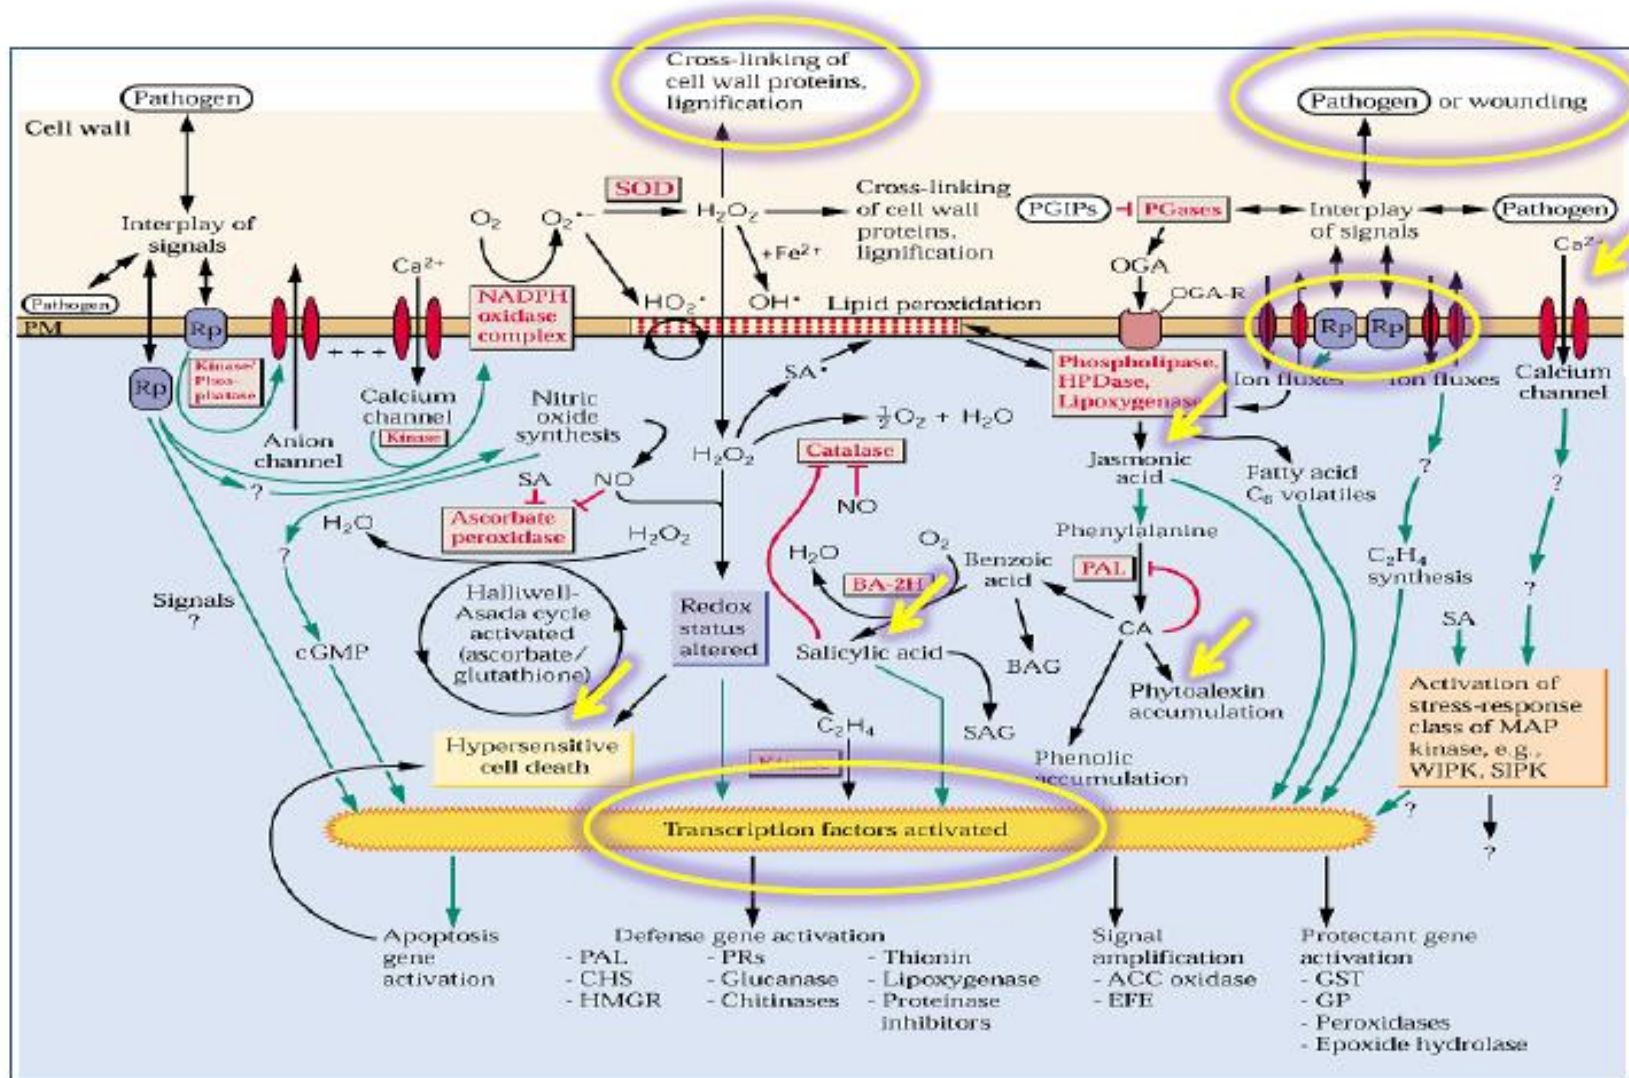 Cross-linking of
cell wall proteins,
lignification
Pathogen
Pathogen or wounding
Cell wall
SOD
O₂
O₂•−
H₂O₂
Cross-linking
of cell wall
proteins,
lignification
PGIPs
PGases
Interplay
of signals
Pathogen
Interplay of
signals
+Fe²⁺
Ca²⁺
OGA
Ca²⁺
Pathogen
HO₂•
OH•
Lipid peroxidation
OGA-R
PM
Rp
NADPH
oxidase
complex
Rp
Rp
+ + +
Kinase/
Phos-
phatase
Rp
SA•
Phospholipase,
HPDase,
Lipoxygenase
Ion fluxes
Ion fluxes
Calcium
channel
Calcium
channel
Kinase
Nitric
oxide
synthesis
½O₂ + H₂O
Anion
channel
H₂O₂
Catalase
Jasmonic
acid
Fatty acid
C₆ volatiles
?
?
?
SA
NO
NO
H₂O
Ascorbate
peroxidase
H₂O₂
Phenylalanine
?
H₂O
O₂
Benzoic
acid
PAL
C₂H₄
synthesis
BA-2H
?
Signals
?
Halliwell-
Asada cycle
activated
(ascorbate/
glutathione)
Redox
status
altered
CA
SA
cGMP
Salicylic acid
BAG
Phytoalexin
accumulation
Activation of
stress-response
class of MAP
kinase, e.g.,
WIPK, SIPK
C₂H₄
SAG
Hypersensitive
cell death
Kinase
Phenolic
accumulation
?
Transcription factors activated
?
Apoptosis
gene
activation
Defense gene activation
- PAL
- CHS
- HMGR
- PRs
- Glucanase
- Chitinases
- Thionin
- Lipoxygenase
- Proteinase
inhibitors
Signal
amplification
- ACC oxidase
- EFE
Protectant gene
activation
- GST
- GP
- Peroxidases
- Epoxide hydrolase